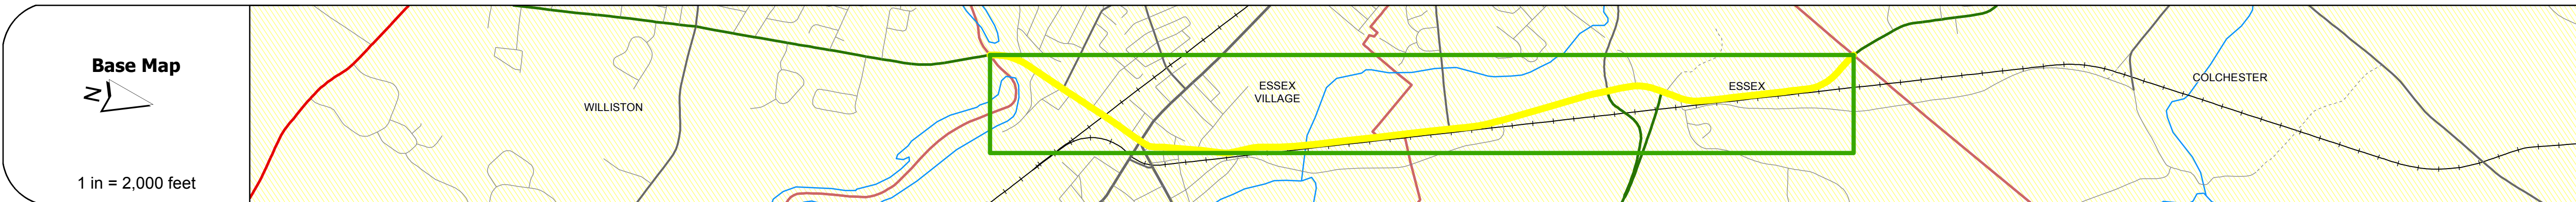 Base Map
N
1 in = 2,000 feet
WILLISTON
ESSEX
VILLAGE
ESSEX
COLCHESTER